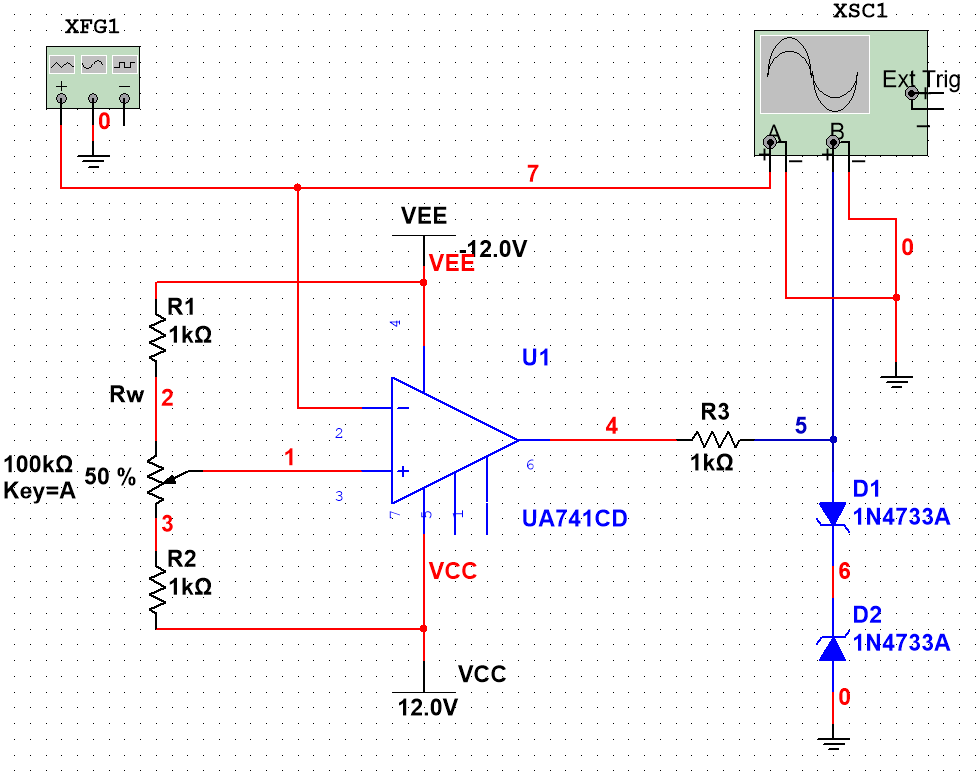 XFG1
XSC1
Ext Trig
+
−
0
A
B
+
−
+
−
7
VEE
-12.0V
VEE
0
R1
1kΩ
4
U1
Rw
2
R3
4
5
2
1
1kΩ
6
100kΩ
Key=A
50 %
+
−
3
3
7
5
1
UA741CD
D1
1N4733A
R2
1kΩ
VCC
6
D2
1N4733A
VCC
12.0V
0